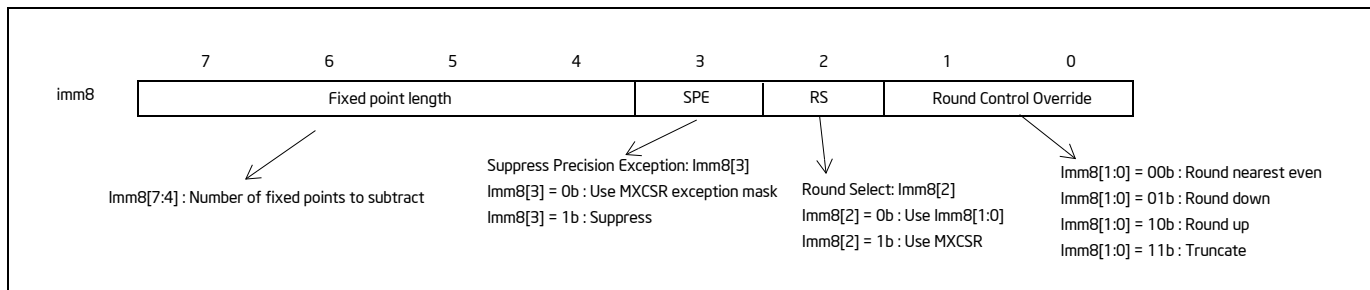 7 6 5 4 3 2 1 0
imm8 Fixed point length SPE RS Round Control Override
Imm8[7:4] : Number of fixed points to subtract
Suppress Precision Exception: Imm8[3]
Imm8[3] = 0b : Use MXCSR exception mask
Imm8[3] = 1b : Suppress
Round Select: Imm8[2]
Imm8[2] = 0b : Use Imm8[1:0]
Imm8[2] = 1b : Use MXCSR
Imm8[1:0] = 00b : Round nearest even
Imm8[1:0] = 01b : Round down
Imm8[1:0] = 10b : Round up
Imm8[1:0] = 11b : Truncate